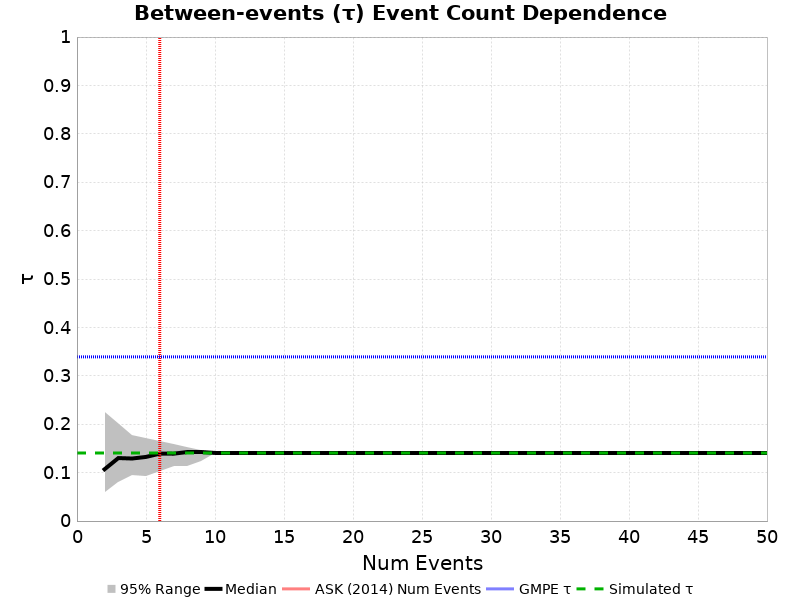 Between-events (τ) Event Count Dependence
1
0.9
0.8
0.7
0.6
0.5
0.4
0.3
0.2
0.1
0
τ
0 5 10 15 20 25 30 35 40 45 50
Num Events
95% Range Median ASK (2014) Num Events GMPE τ Simulated τ